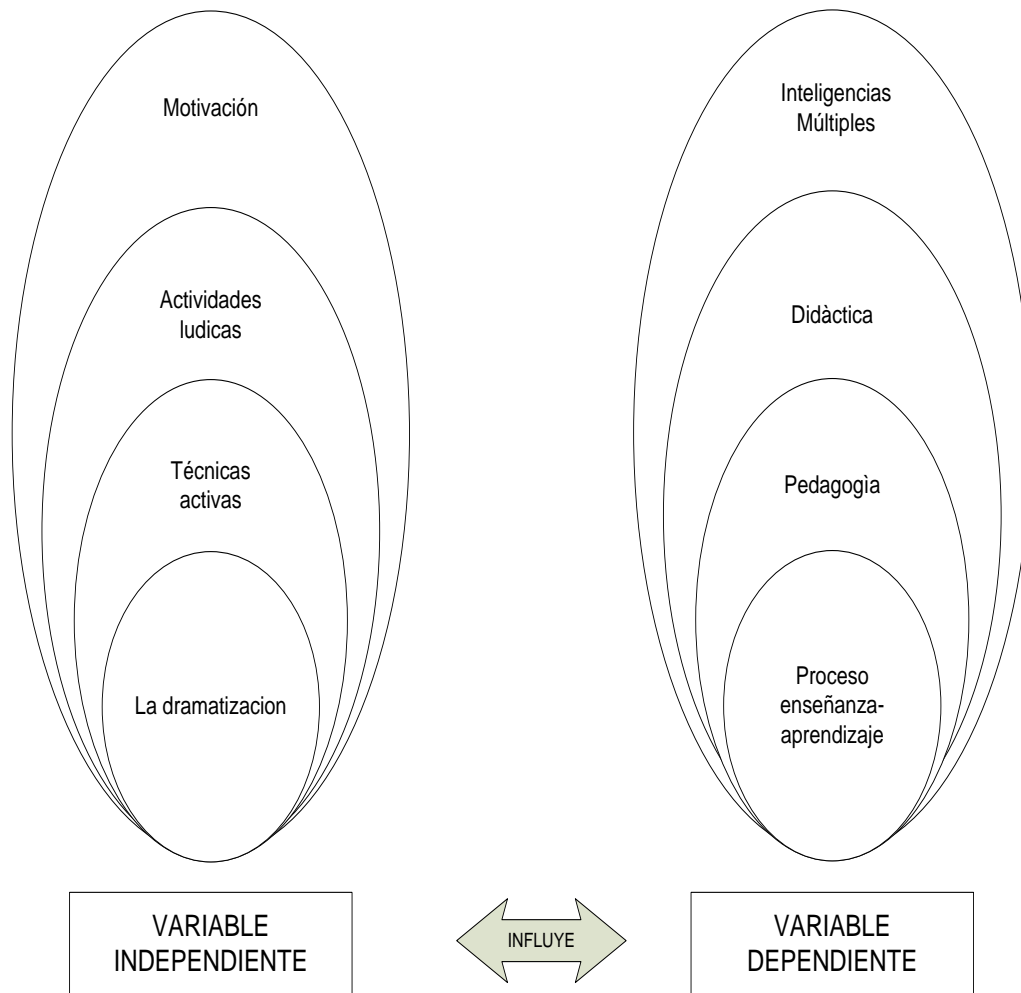 Motivación
Actividades
ludicas
Técnicas
activas
La dramatizacion
Inteligencias
Múltiples
Didàctica
Pedagogìa
Proceso
enseñanza-
aprendizaje
VARIABLE
INDEPENDIENTE
INFLUYE
VARIABLE
DEPENDIENTE